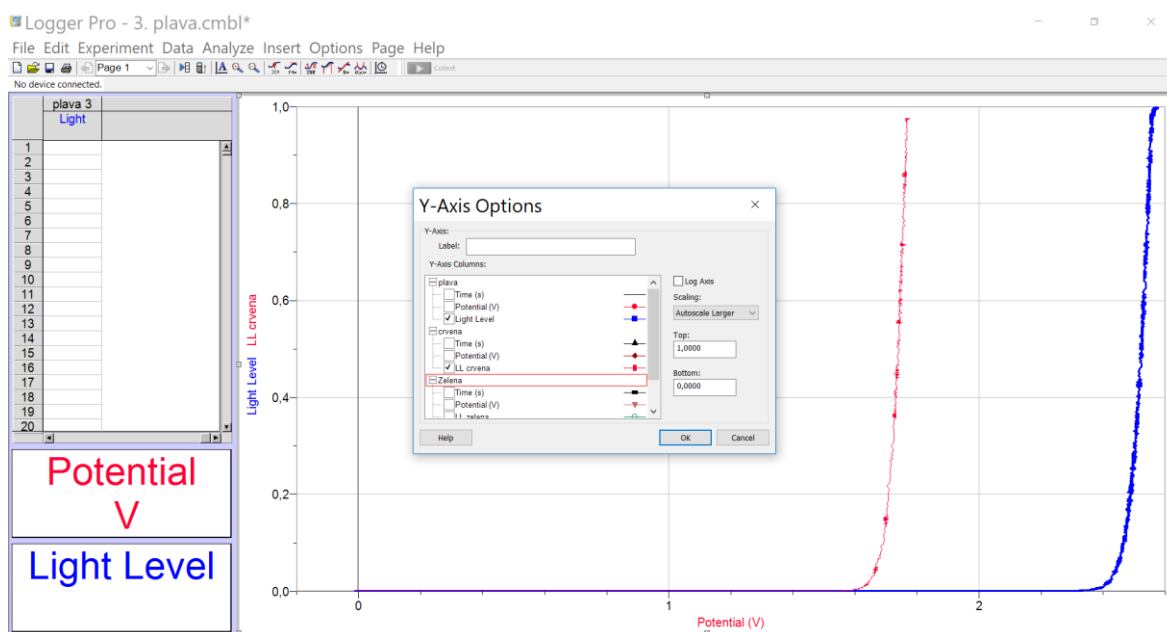 Logger Pro - 3. plava.cmbl*
File Edit Experiment Data Analyze Insert Options Page Help
Page 1
Collect
No device connected.
plava 3
Light
1
2
3
4
5
6
7
8
9
10
11
12
13
14
15
16
17
18
19
20
Potential
V
Light Level
Light Level LL crvena
1,0
0,8
0,6
0,4
0,2
0,0
0 1 2
Potential (V)
Y-Axis Options
Y-Axis:
Label:
Y-Axis Columns:
plava
Time (s)
Potential (V)
Light Level
crvena
Time (s)
Potential (V)
LL crvena
Zelena
Time (s)
Potential (V)
LL zelena
Log Axis
Scaling:
Autoscale Larger
Top:
1,0000
Bottom:
0,0000
Help OK Cancel